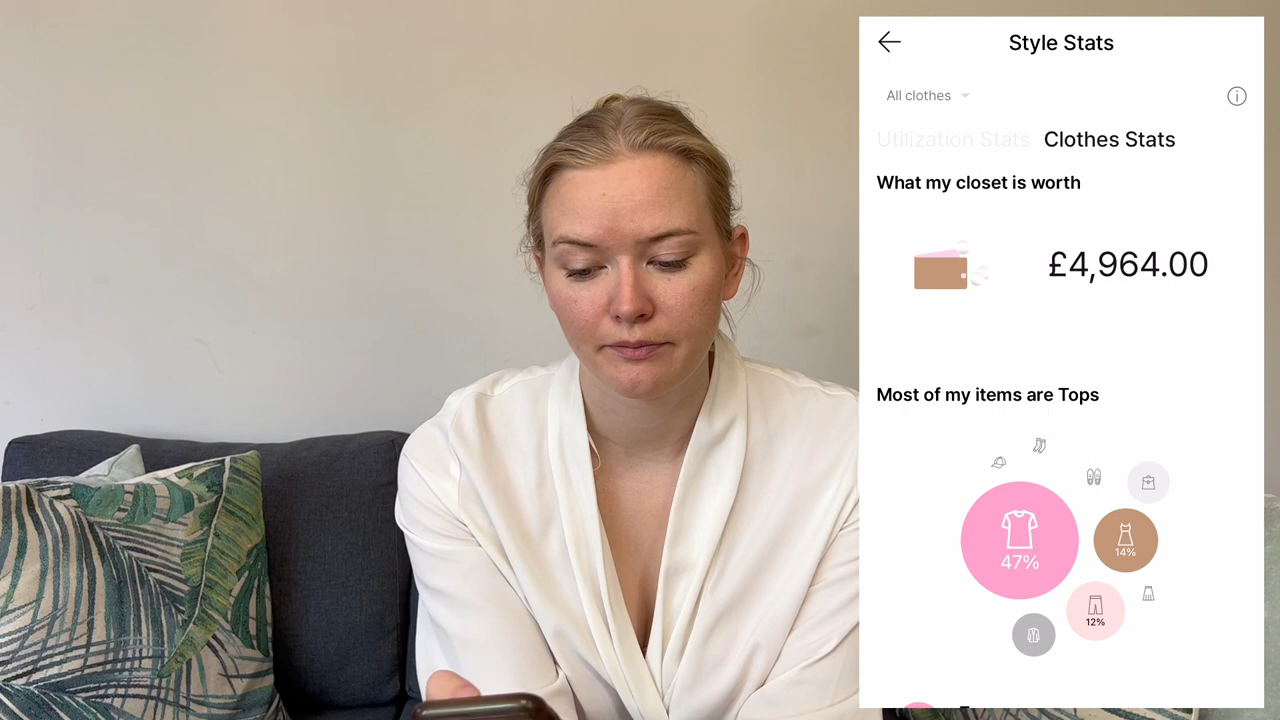 Style Stats
All clothes
Utilization Stats Clothes Stats
What my closet is worth
£4,964.00
Most of my items are Tops
47%
14%
12%